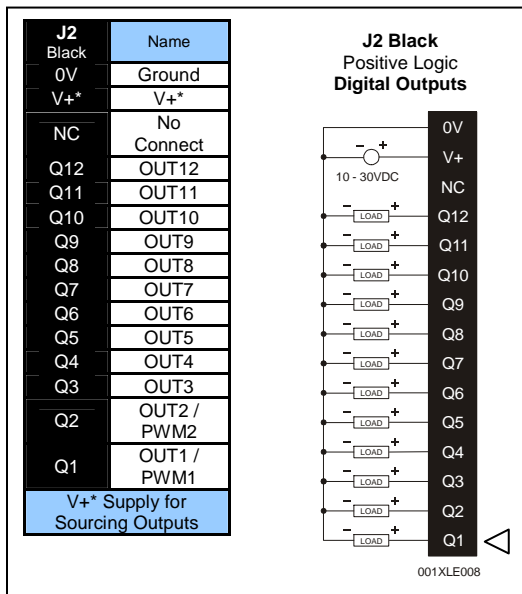 J2 Black Name
0V Ground
V+* V+*
NC No Connect
Q12 OUT12
Q11 OUT11
Q10 OUT10
Q9 OUT9
Q8 OUT8
Q7 OUT7
Q6 OUT6
Q5 OUT5
Q4 OUT4
Q3 OUT3
Q2 OUT2 / PWM2
Q1 OUT1 / PWM1
V+* Supply for
Sourcing Outputs
J2 Black
Positive Logic
Digital Outputs
0V
- + V+
10 - 30VDC
NC
- LOAD + Q12
- LOAD + Q11
- LOAD + Q10
- LOAD + Q9
- LOAD + Q8
- LOAD + Q7
- LOAD + Q6
- LOAD + Q5
- LOAD + Q4
- LOAD + Q3
- LOAD + Q2
- LOAD + Q1
001XLE008